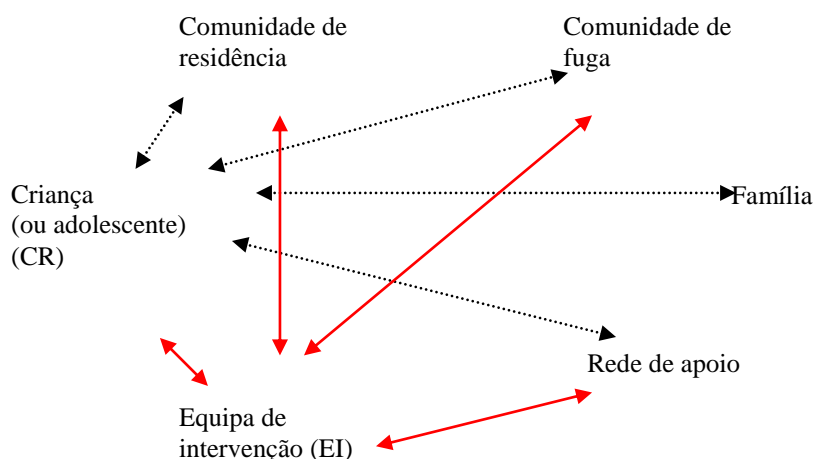 Comunidade de
residência
Comunidade de
fuga
Criança
(ou adolescente)
(CR)
Família
Rede de apoio
Equipa de
intervenção (EI)